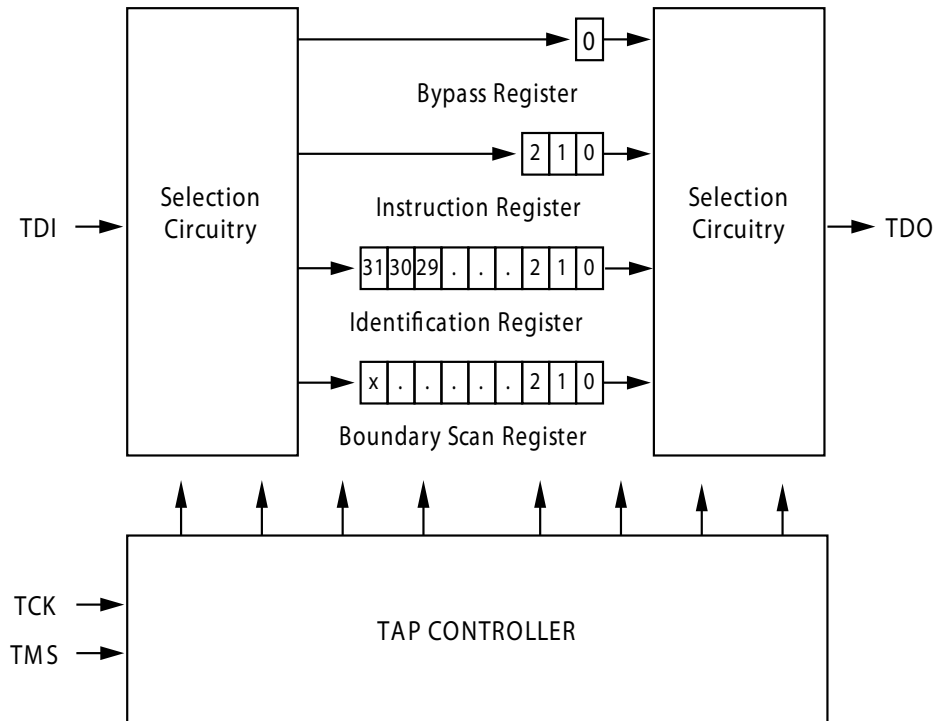 0
Bypass Register
2 1 0
Selection
Circuitry
Instruction Register
Selection
Circuitry
TDI
TDO
31 30 29 . . . 2 1 0
Identification Register
x . . . . . 2 1 0
Boundary Scan Register
TCK
TMS
TAP CONTROLLER